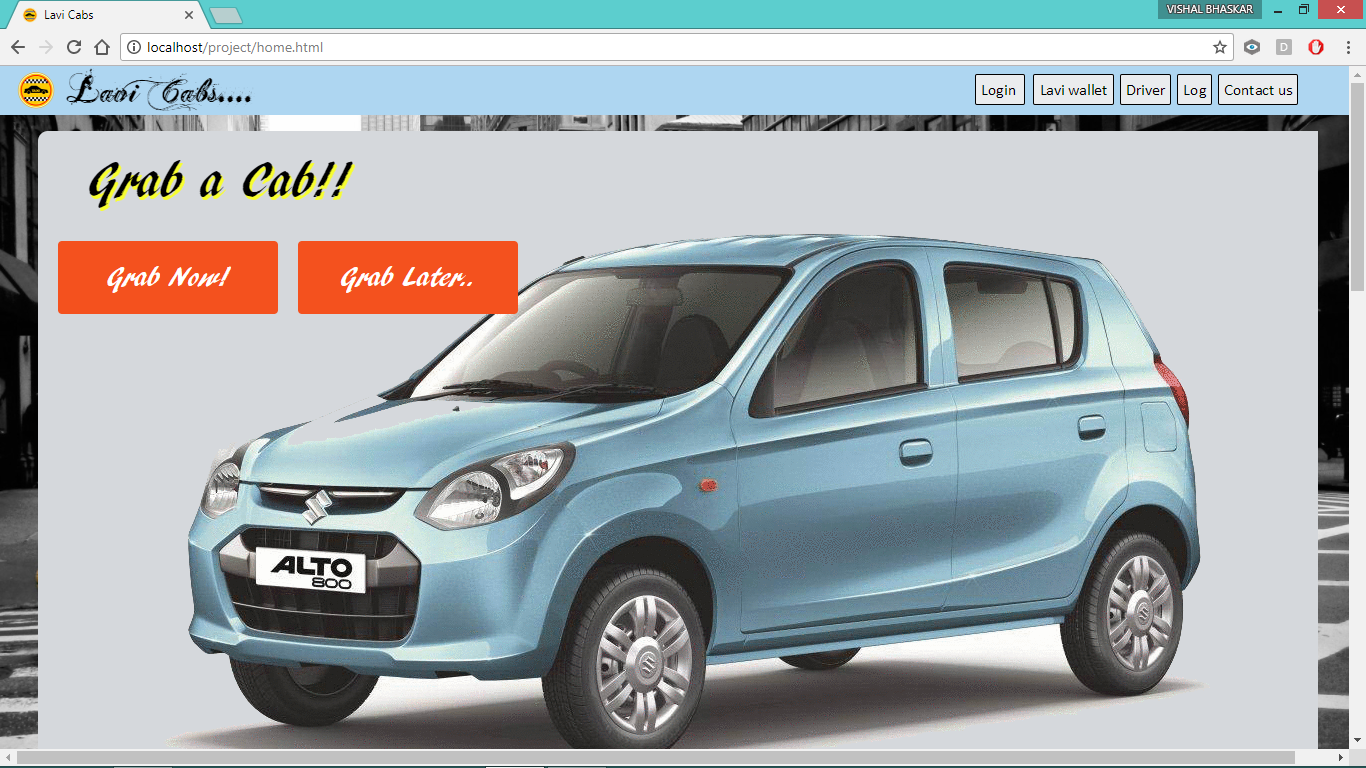 Lavi Cabs
VISHAL BHASKAR
localhost/project/home.html
D
Lavi Cabs....
Login
Lavi wallet
Driver
Log
Contact us
Grab a Cab!!
Grab Now!
Grab Later..
ALTO
800